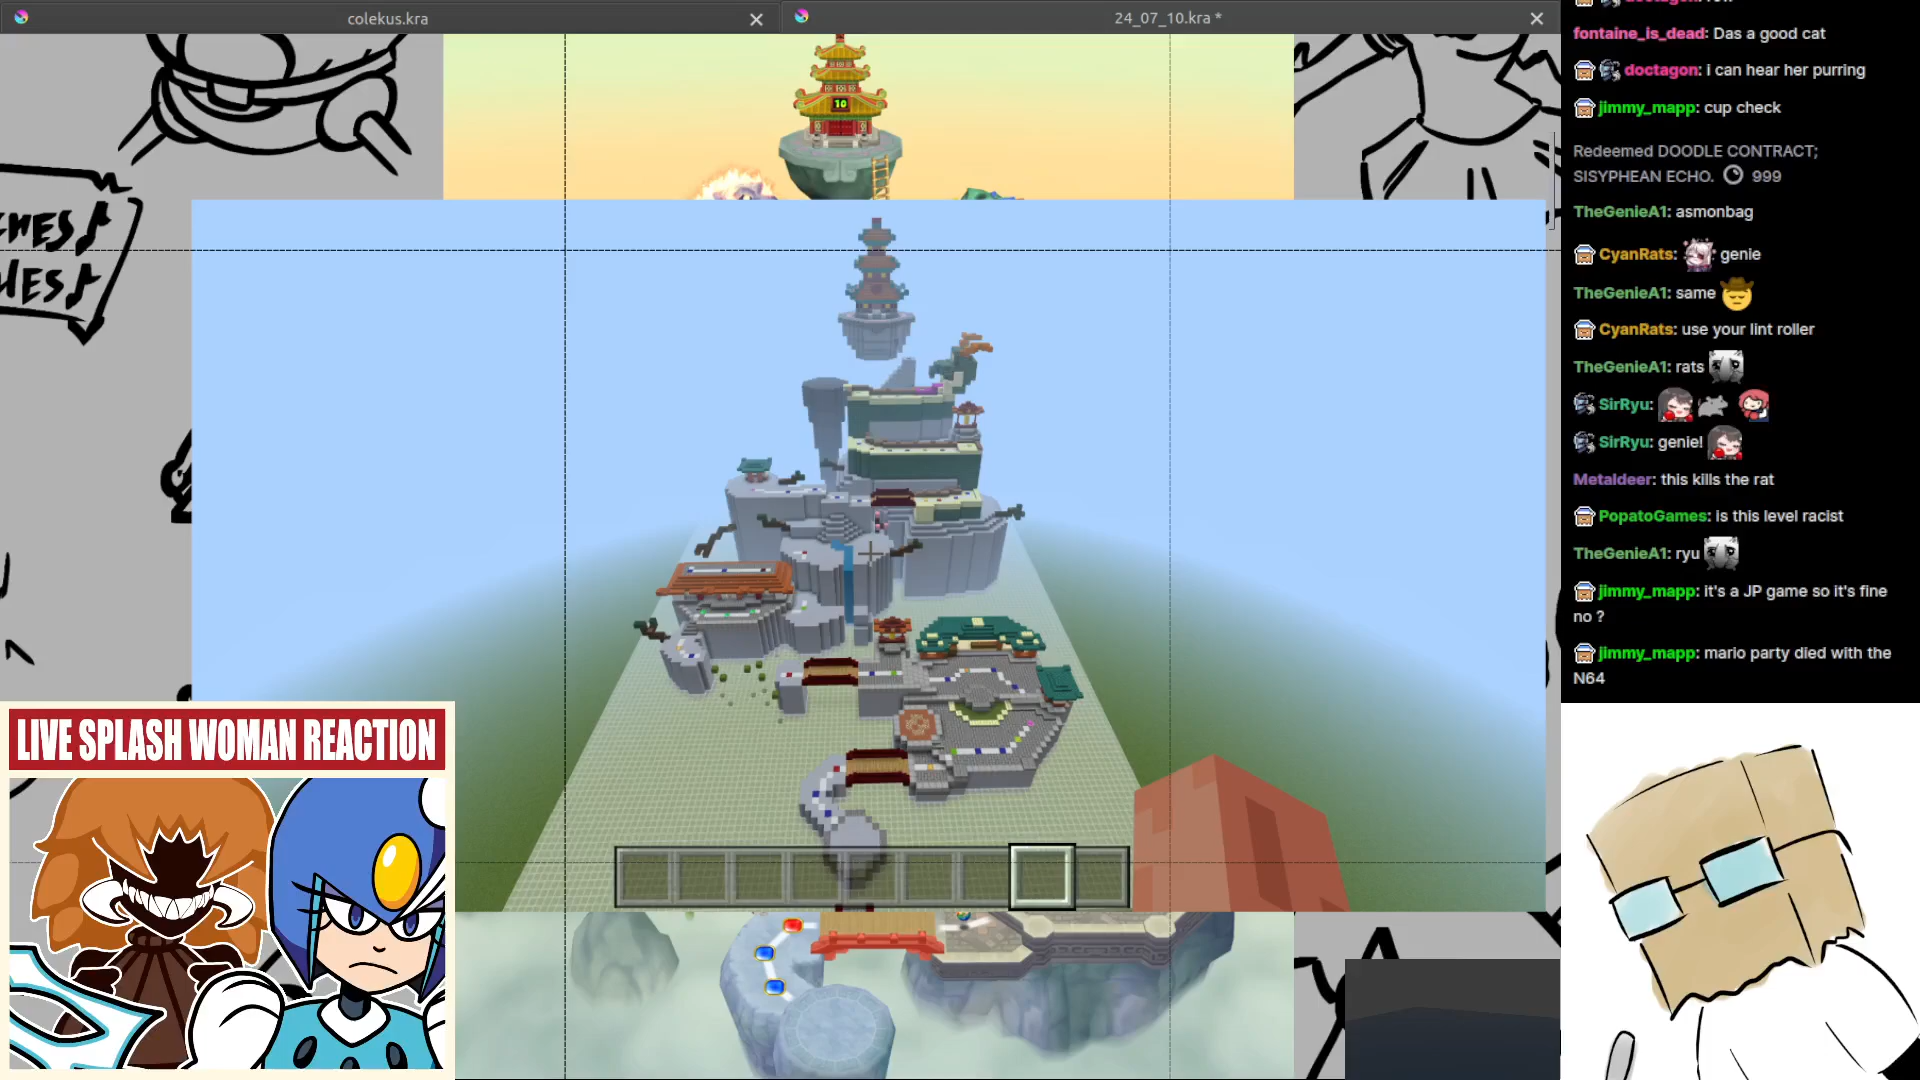 colekus.kra
24_07_10.kra *
10
LIVE SPLASH WOMAN REACTION
fontaine_is_dead: Das a good cat
doctagon: i can hear her purring
jimmy_mapp: cup check
Redeemed DOODLE CONTRACT;
SISYPHEAN ECHO. 999
TheGenieA1: asmonbag
CyanRats: genie
TheGenieA1: same
CyanRats: use your lint roller
TheGenieA1: rats
SirRyu:
SirRyu: genie!
Metaldeer: this kills the rat
PopatoGames: is this level racist
TheGenieA1: ryu
jimmy_mapp: it's a JP game so it's fine
no ?
jimmy_mapp: mario party died with the
N64